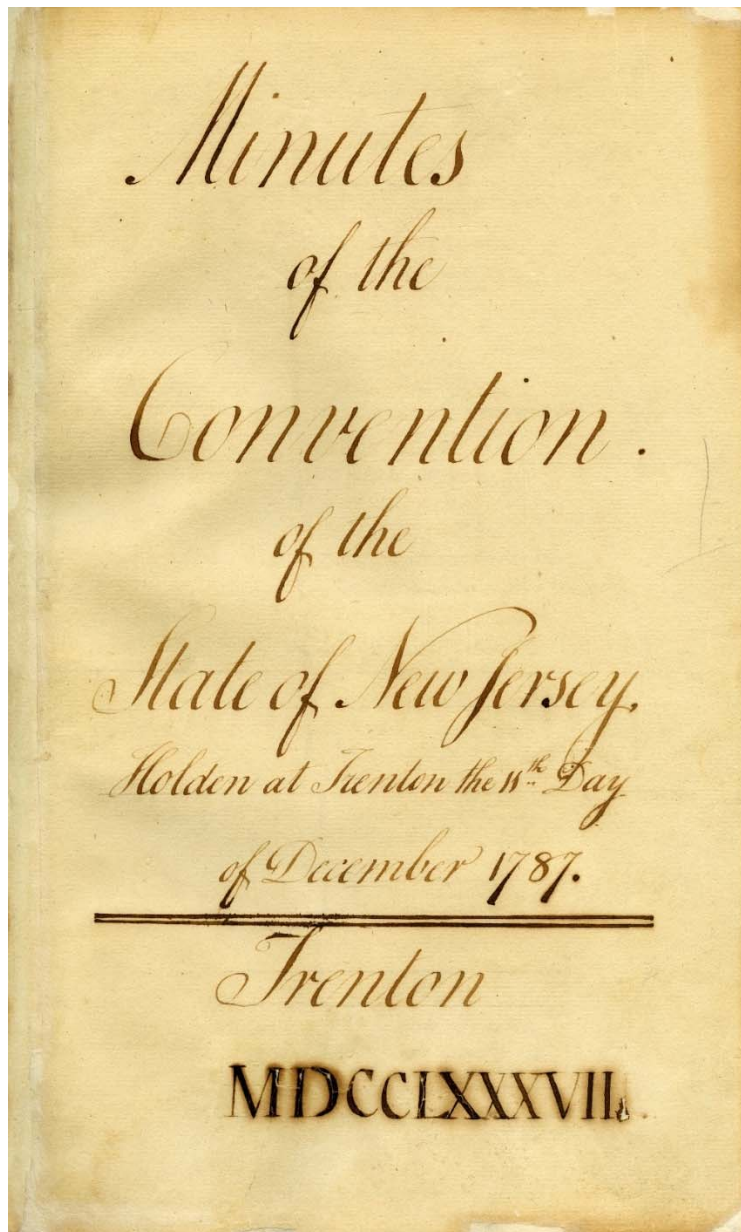 Minutes
of the
Convention.
of the
State of New Jersey.
Holden at Trenton the 11th Day
of December 1787.
Trenton
MDCCLXXXVII.